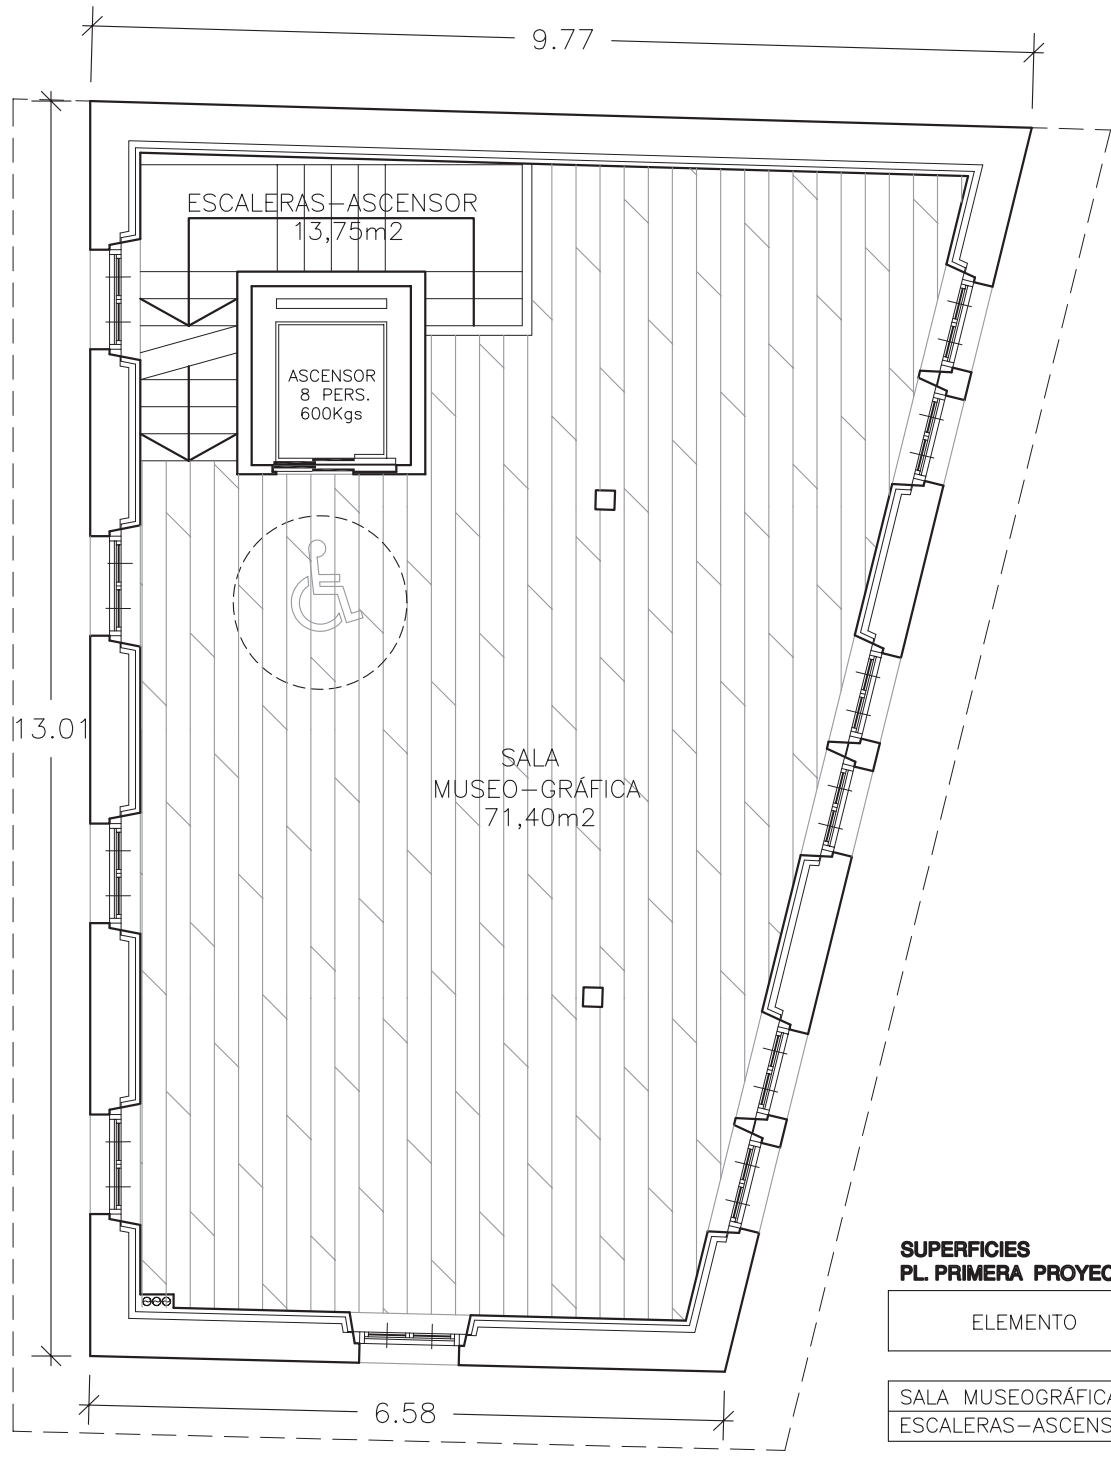 9.77
ESCALERAS-ASCENSOR
13,75m2
ASCENSOR
8 PERS.
600Kgs
13.01
SALA
MUSEO-GRÁFICA
71,40m2
SUPERFICIES
PL. PRIMERA PROYEC
ELEMENTO
SALA MUSEOGRÁFICA
ESCALERAS-ASCENS
6.58